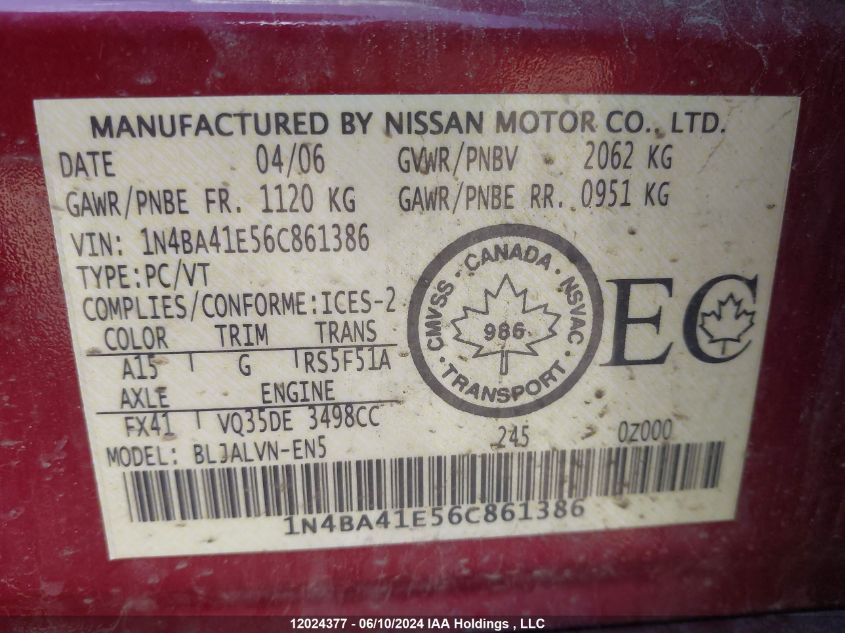 MANUFACTURED BY NISSAN MOTOR CO., LTD.
DATE 04/06 GVWR/PNBV 2062 KG
GAWR/PNBE FR. 1120 KG GAWR/PNBE RR. 0951 KG
VIN: 1N4BA41E56C861386
TYPE:PC/VT
COMPLIES/CONFORME:ICES-2
COLOR TRIM TRANS
A15 G RS5F51A
AXLE ENGINE
FX41 VQ35DE 3498CC
MODEL: BLJALVN-EN5 245 0Z000
CMVSS · CANADA · NSVAC · TRANSPORT ·
986
EC
1N4BA41E56C861386
12024377 - 06/10/2024 IAA Holdings , LLC